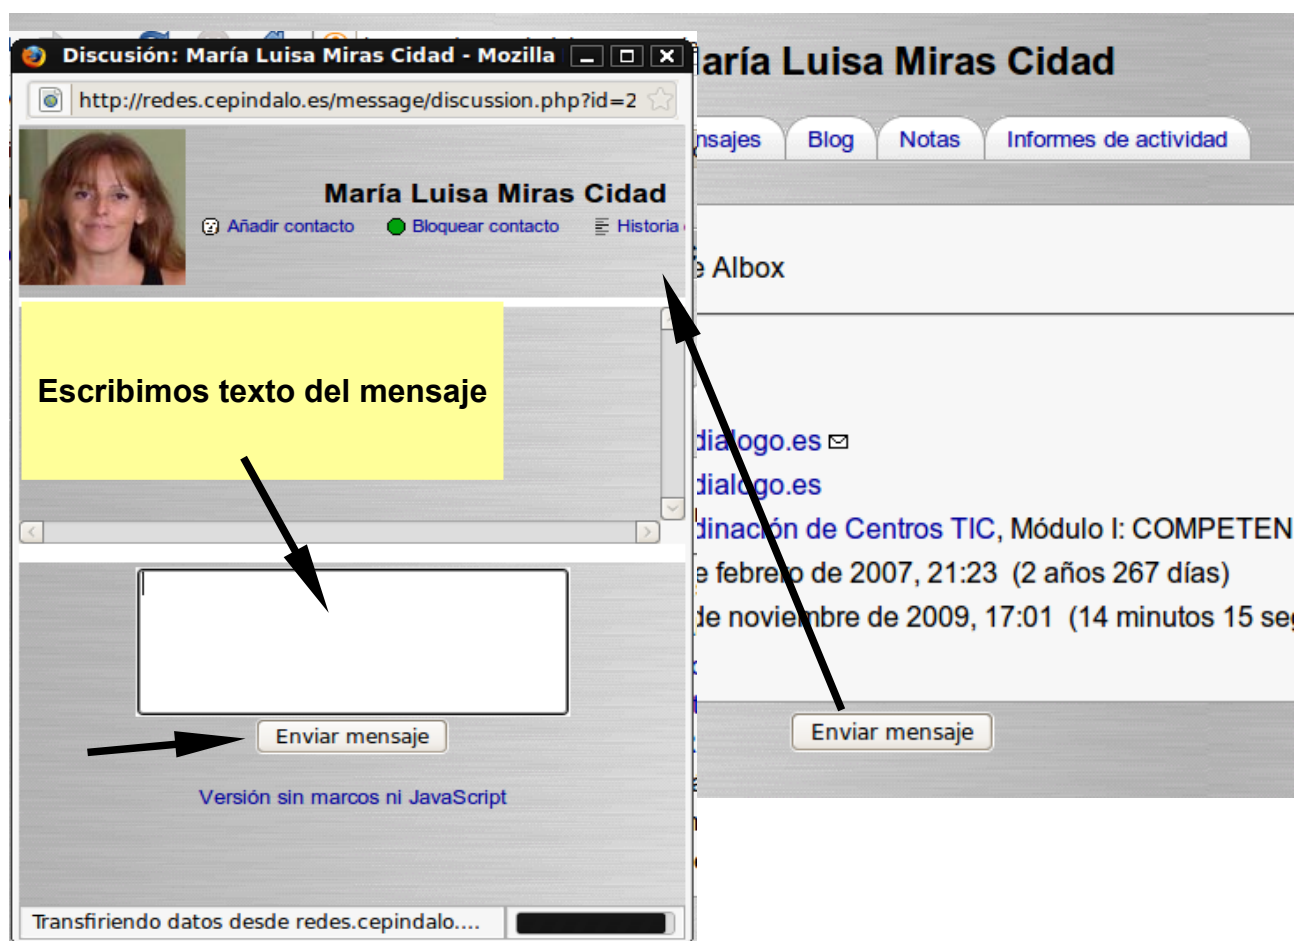 Discusión: María Luisa Miras Cidad - Mozilla
http://redes.cepindalo.es/message/discussion.php?id=2
María Luisa Miras Cidad
Añadir contacto
Bloquear contacto
Historia
Escribimos texto del mensaje
Enviar mensaje
Versión sin marcos ni JavaScript
Transfiriendo datos desde redes.cepindalo....
aría Luisa Miras Cidad
nsajes
Blog
Notas
Informes de actividad
e Albox
dialogo.es
dialogo.es
dinación de Centros TIC, Módulo I: COMPETEN
e febrero de 2007, 21:23 (2 años 267 días)
de noviembre de 2009, 17:01 (14 minutos 15 seg
Enviar mensaje